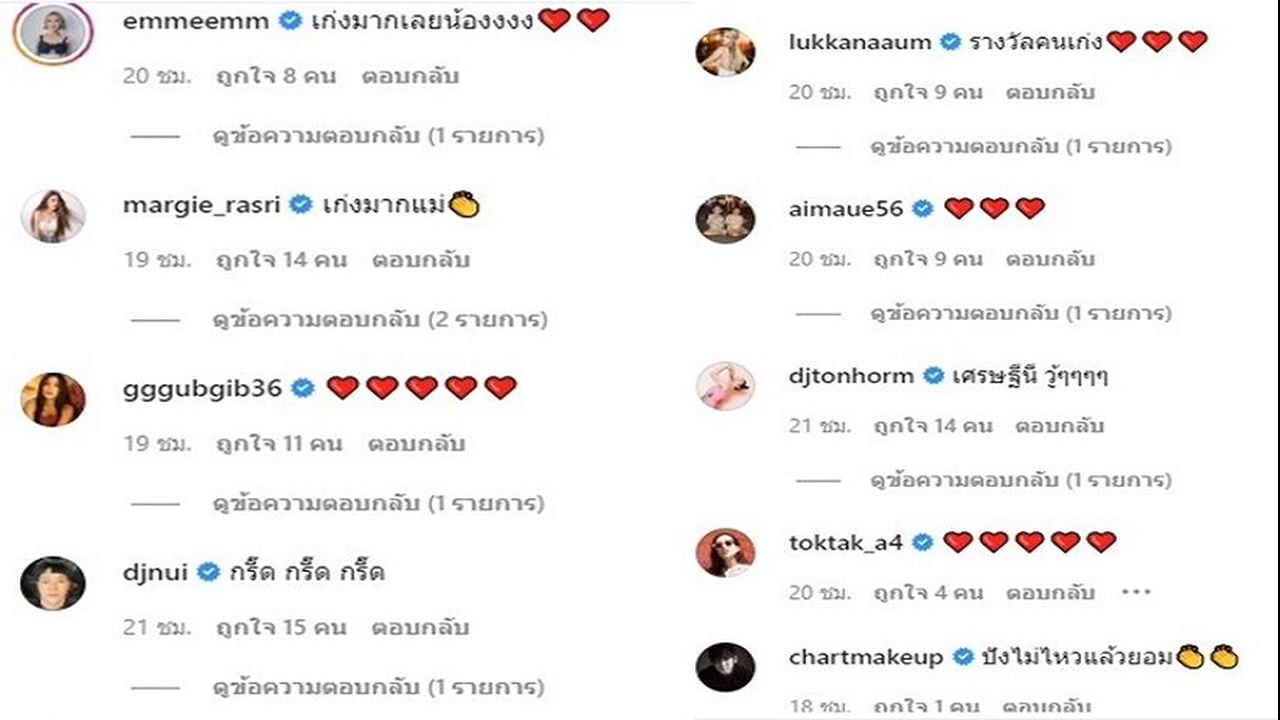 emmeemm เก่งมากเลยน้องงงง❤️❤️
20 ชม. ถูกใจ 8 คน ตอบกลับ
ดูข้อความตอบกลับ (1 รายการ)
margie_rasri เก่งมากแม่👏
19 ชม. ถูกใจ 14 คน ตอบกลับ
ดูข้อความตอบกลับ (2 รายการ)
gggubgib36 ❤️❤️❤️❤️❤️
19 ชม. ถูกใจ 11 คน ตอบกลับ
ดูข้อความตอบกลับ (1 รายการ)
djnui กรี๊ด กรี๊ด กรี๊ด
21 ชม. ถูกใจ 15 คน ตอบกลับ
ดูข้อความตอบกลับ (1 รายการ)
lukkanaaum รางวัลคนเก่ง❤️❤️❤️
20 ชม. ถูกใจ 9 คน ตอบกลับ
ดูข้อความตอบกลับ (1 รายการ)
aimaue56 ❤️❤️❤️
20 ชม. ถูกใจ 9 คน ตอบกลับ
ดูข้อความตอบกลับ (1 รายการ)
djtonhorm เศรษฐีนี วู้ๆๆๆๆ
21 ชม. ถูกใจ 14 คน ตอบกลับ
ดูข้อความตอบกลับ (1 รายการ)
toktak_a4 ❤️❤️❤️❤️❤️
20 ชม. ถูกใจ 4 คน ตอบกลับ •••
chartmakeup ปังไม่ไหวแล้วยอม👏👏
18 ชม. ถูกใจ 1 คน ตอบกลับ